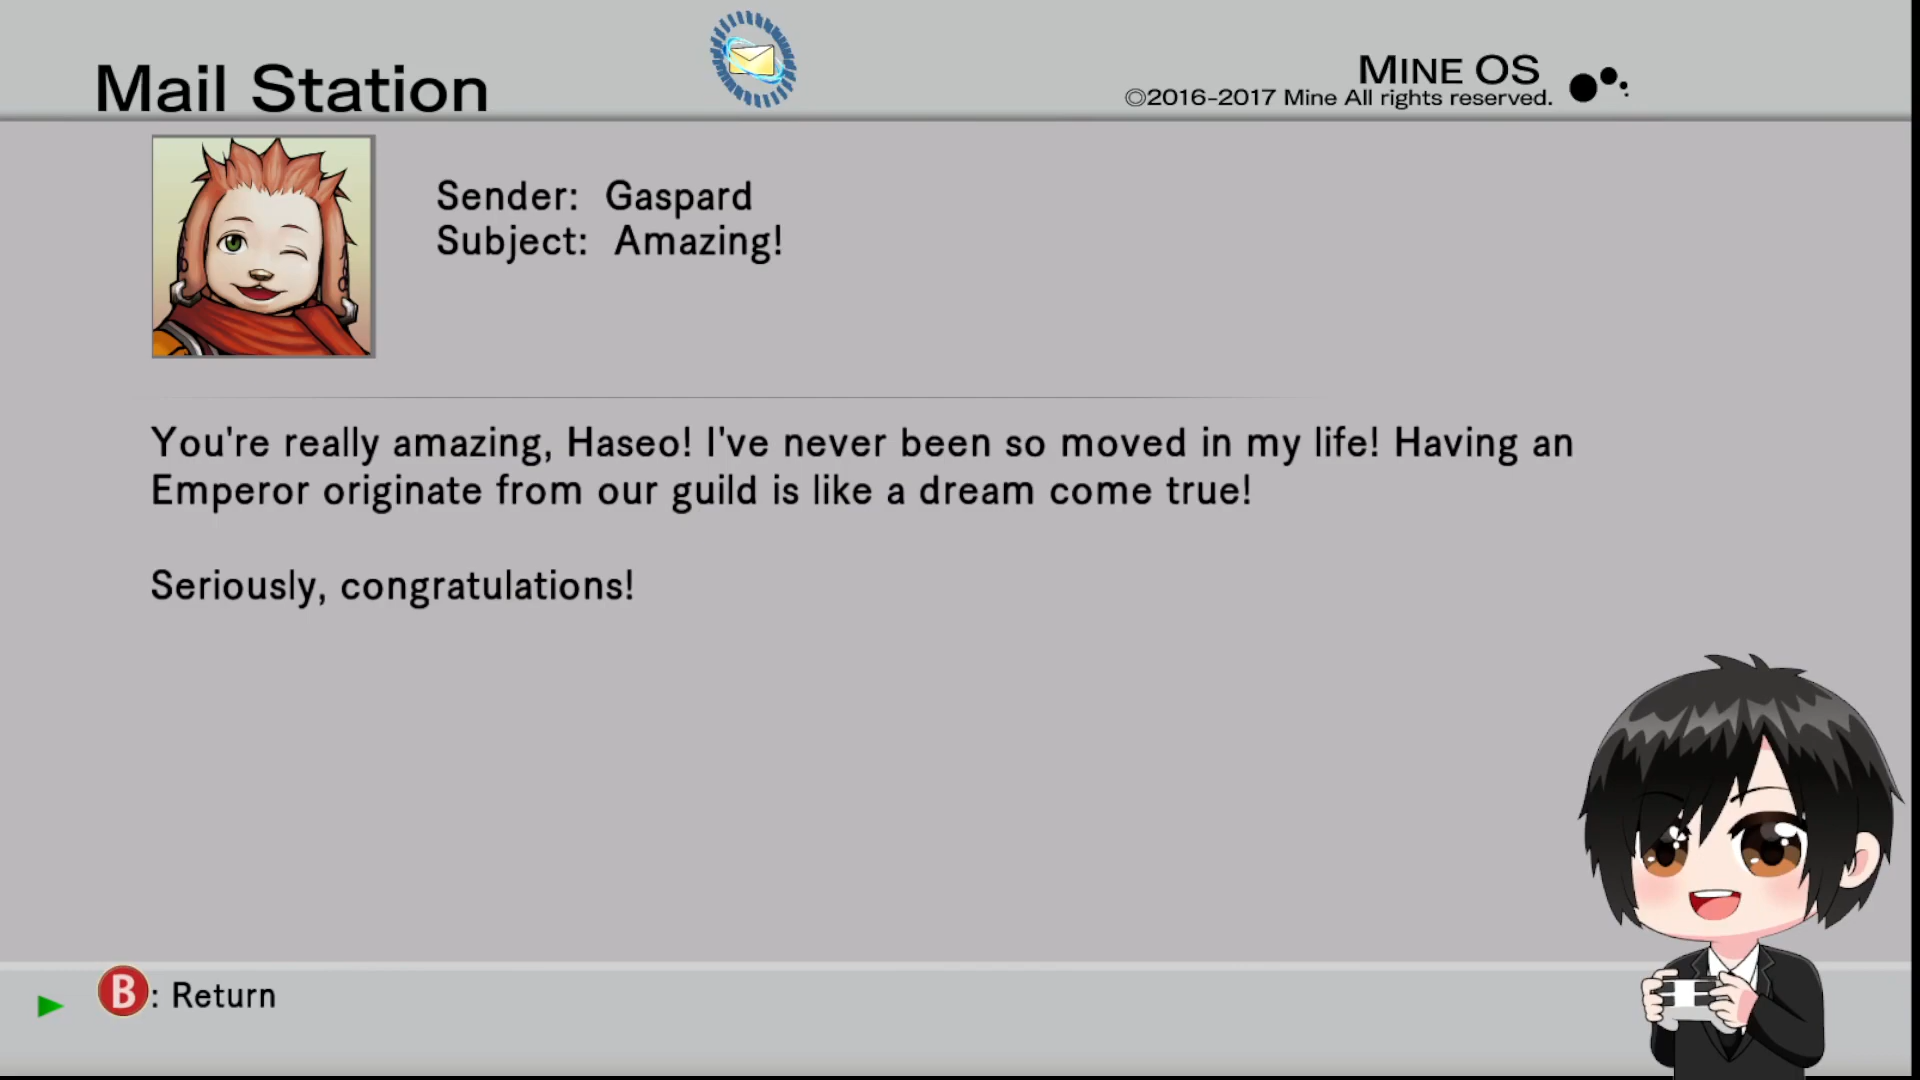 Mail Station
MINE OS
©2016-2017 Mine All rights reserved.
Sender: Gaspard
Subject: Amazing!
You're really amazing, Haseo! I've never been so moved in my life! Having an
Emperor originate from our guild is like a dream come true!
Seriously, congratulations!
B: Return